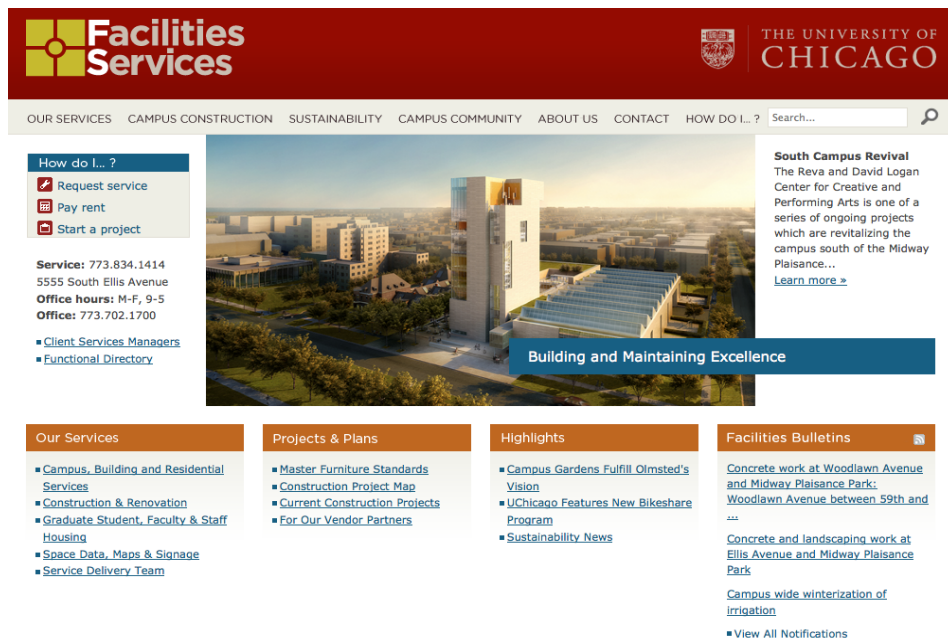 Facilities
Services
THE UNIVERSITY OF
CHICAGO
OUR SERVICES CAMPUS CONSTRUCTION SUSTAINABILITY CAMPUS COMMUNITY ABOUT US CONTACT HOW DO I... ? Search...
How do I... ?
Request service
Pay rent
Start a project
Service: 773.834.1414
5555 South Ellis Avenue
Office hours: M-F, 9-5
Office: 773.702.1700
Client Services Managers
Functional Directory
South Campus Revival
The Reva and David Logan
Center for Creative and
Performing Arts is one of a
series of ongoing projects
which are revitalizing the
campus south of the Midway
Plaisance...
Learn more »
Building and Maintaining Excellence
Our Services
Campus, Building and Residential
Services
Construction & Renovation
Graduate Student, Faculty & Staff
Housing
Space Data, Maps & Signage
Service Delivery Team
Projects & Plans
Master Furniture Standards
Construction Project Map
Current Construction Projects
For Our Vendor Partners
Highlights
Campus Gardens Fulfill Olmsted's
Vision
UChicago Features New Bikeshare
Program
Sustainability News
Facilities Bulletins
Concrete work at Woodlawn Avenue
and Midway Plaisance Park:
Woodlawn Avenue between 59th and
...
Concrete and landscaping work at
Ellis Avenue and Midway Plaisance
Park
Campus wide winterization of
irrigation
View All Notifications